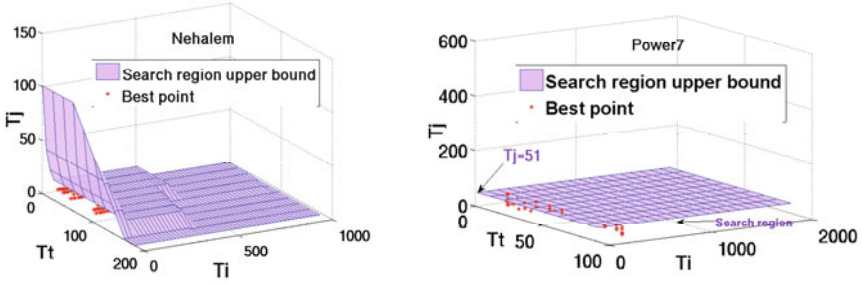 Nehalem
Search region upper bound
Best point
150
100
50
0
Tj
0
100
200
Tt
0
500
1000
Ti
Power7
Search region upper bound
Best point
600
400
200
0
Tj
Tj=51
0
50
100
Tt
Search region
0
1000
2000
Ti